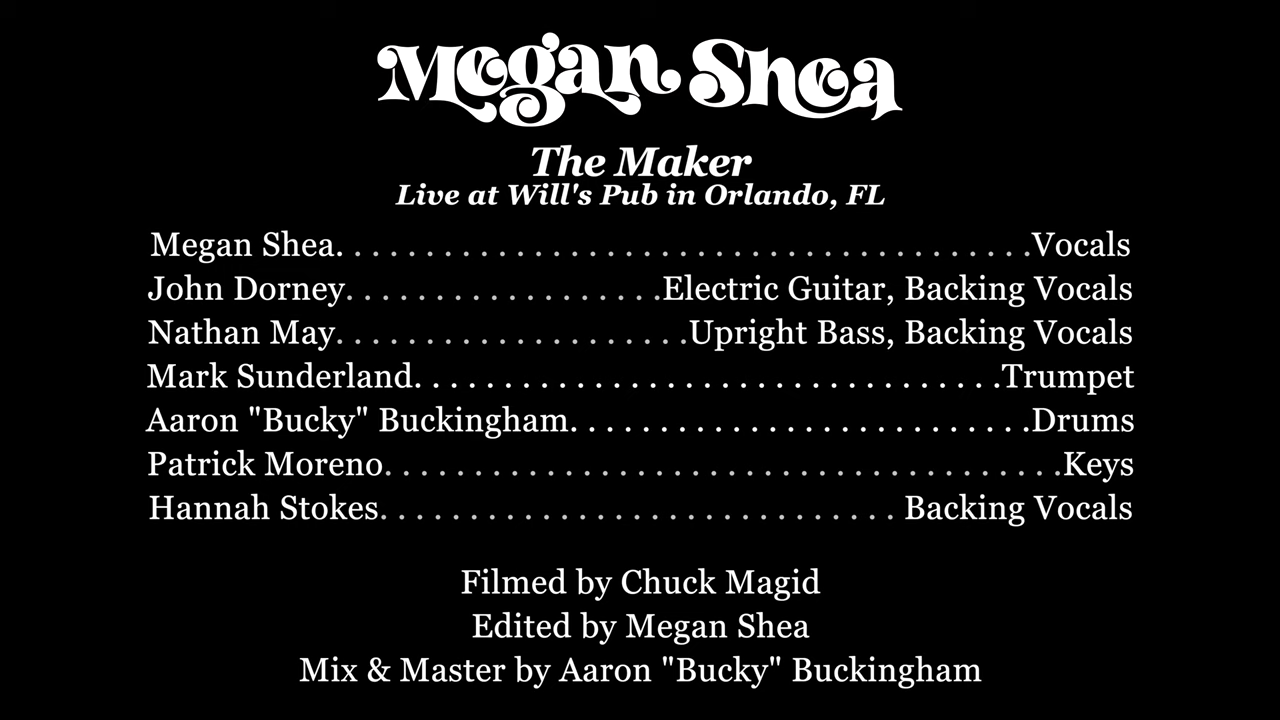 Megan Shea
The Maker
Live at Will's Pub in Orlando, FL
Megan Shea. . . . . . . . . . . . . . . . . . . . . . . . . . . . . . . . . . . . . . .Vocals
John Dorney. . . . . . . . . . . . . . . . . .Electric Guitar, Backing Vocals
Nathan May. . . . . . . . . . . . . . . . . . . .Upright Bass, Backing Vocals
Mark Sunderland. . . . . . . . . . . . . . . . . . . . . . . . . . . . . . . . .Trumpet
Aaron "Bucky" Buckingham. . . . . . . . . . . . . . . . . . . . . . . . . .Drums
Patrick Moreno. . . . . . . . . . . . . . . . . . . . . . . . . . . . . . . . . . . . . .Keys
Hannah Stokes. . . . . . . . . . . . . . . . . . . . . . . . . . . . . Backing Vocals
Filmed by Chuck Magid
Edited by Megan Shea
Mix & Master by Aaron "Bucky" Buckingham